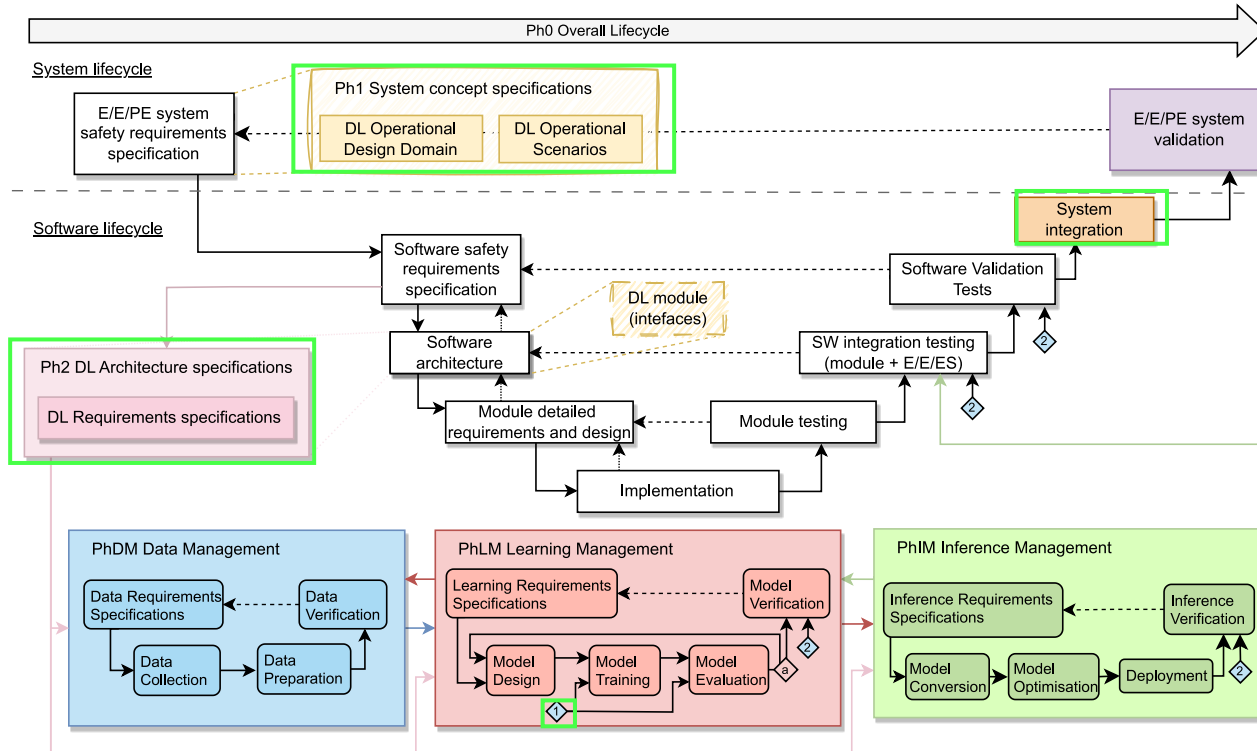 Ph0 Overall Lifecycle
System lifecycle
E/E/PE system
safety requirements
specification
Ph1 System concept specifications
DL Operational
Design Domain
DL Operational
Scenarios
E/E/PE system
validation
Software lifecycle
System
integration
Software safety
requirements
specification
Software Validation
Tests
2
DL module
(intefaces)
Software
architecture
SW integration testing
(module + E/E/ES)
2
Ph2 DL Architecture specifications
DL Requirements specifications
Module detailed
requirements and design
Module testing
Implementation
PhDM Data Management
Data Requirements
Specifications
Data
Verification
Data
Collection
Data
Preparation
PhLM Learning Management
Learning Requirements
Specifications
Model
Verification
2
Model
Design
Model
Training
Model
Evaluation
a
1
PhIM Inference Management
Inference Requirements
Specifications
Inference
Verification
Model
Conversion
Model
Optimisation
Deployment
2